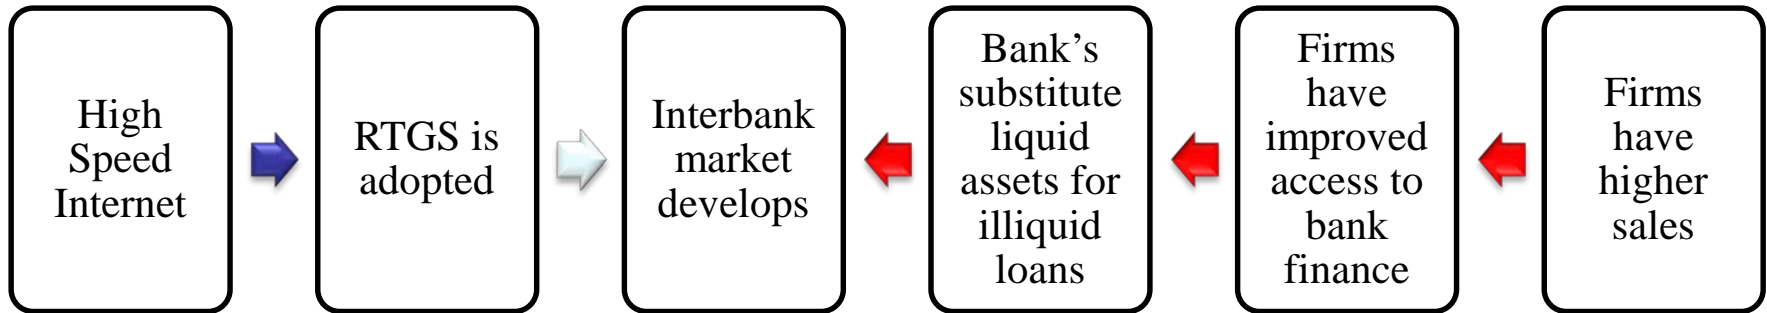 High
Speed
Internet
RTGS is
adopted
Interbank
market
develops
Bank’s
substitute
liquid
assets for
illiquid
loans
Firms
have
improved
access to
bank
finance
Firms
have
higher
sales